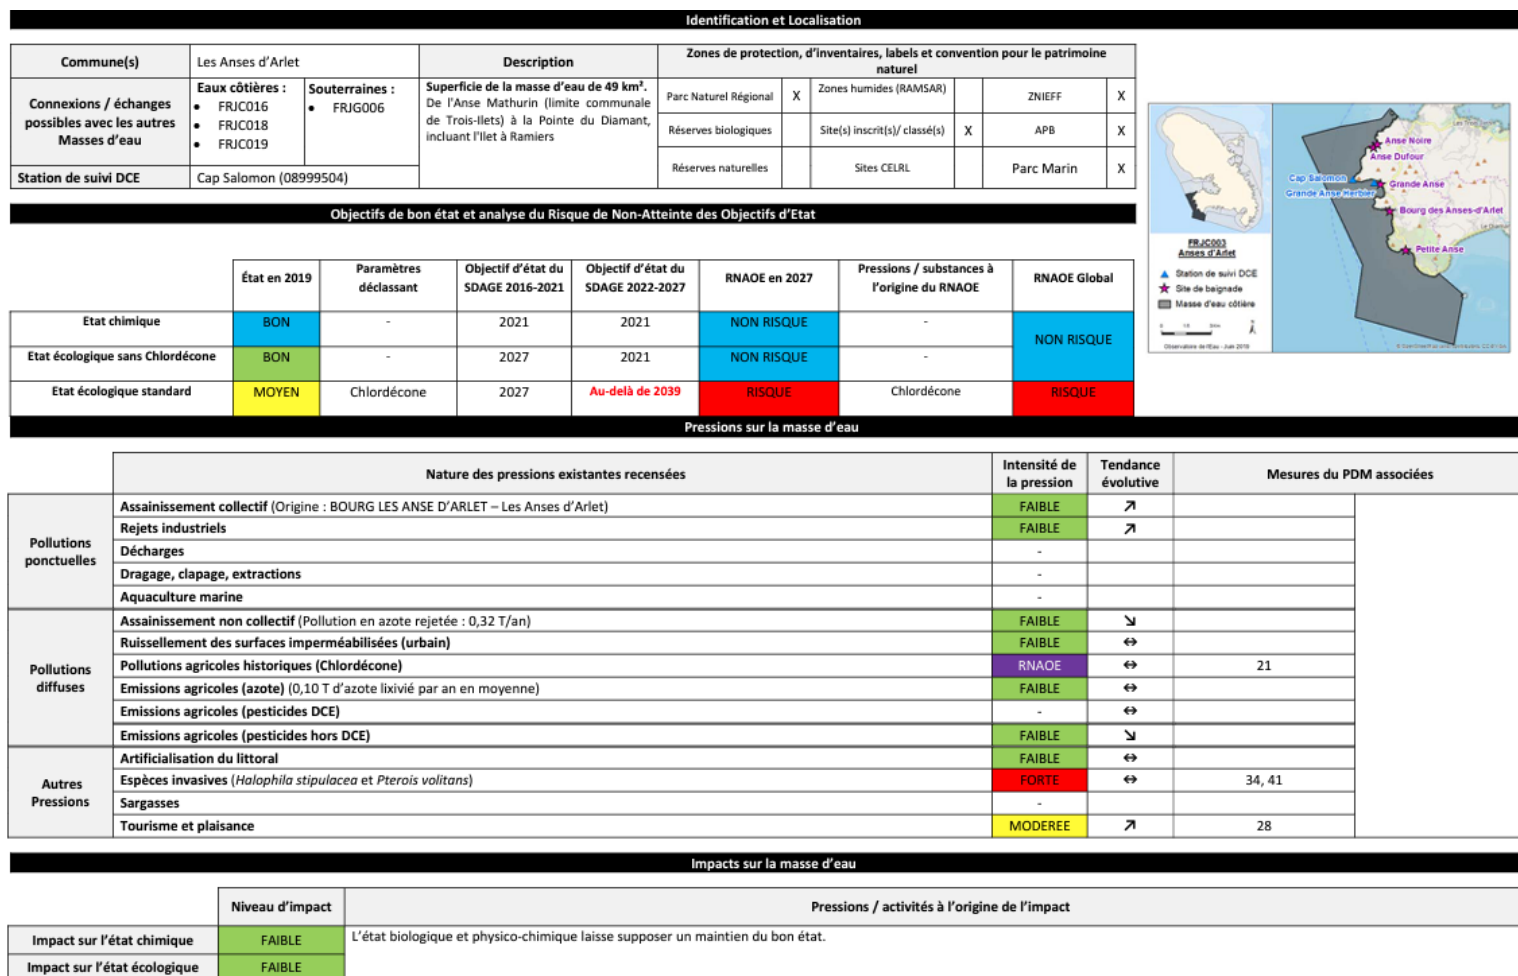 Identification et Localisation
Commune(s)
Les Anses d’Arlet
Description
Zones de protection, d’inventaires, labels et convention pour le patrimoine
naturel
Connexions / échanges
possibles avec les autres
Masses d’eau
Eaux côtières :
• FRJC016
• FRJC018
• FRJC019
Souterraines :
• FRJG006
Superficie de la masse d’eau de 49 km².
De l'Anse Mathurin (limite communale
de Trois-Ilets) à la Pointe du Diamant,
incluant l'Ilet à Ramiers
Parc Naturel Régional X Zones humides (RAMSAR) ZNIEFF X
Réserves biologiques Site(s) inscrit(s)/ classé(s) X APB X
Réserves naturelles Sites CELRL Parc Marin X
Station de suivi DCE
Cap Salomon (08999504)
Anse Noire
Anse Dufour
Cap Salomon
Grande Anse
Grande Anse Herbier
Bourg des Anses-d'Arlet
Petite Anse
FRJC003
Anses d'Arlet
Station de suivi DCE
Site de baignade
Masse d'eau côtière
Observatoire de l'Eau - Juin 2019
Objectifs de bon état et analyse du Risque de Non-Atteinte des Objectifs d’Etat
État en 2019
Paramètres
déclassant
Objectif d’état du
SDAGE 2016-2021
Objectif d’état du
SDAGE 2022-2027
RNAOE en 2027
Pressions / substances à
l’origine du RNAOE
RNAOE Global
Etat chimique BON - 2021 2021 NON RISQUE -
NON RISQUE
Etat écologique sans Chlordécone BON - 2027 2021 NON RISQUE -
Etat écologique standard MOYEN Chlordécone 2027 Au-delà de 2039 RISQUE Chlordécone RISQUE
Pressions sur la masse d’eau
Nature des pressions existantes recensées
Intensité de
la pression
Tendance
évolutive
Mesures du PDM associées
Pollutions
ponctuelles
Assainissement collectif (Origine : BOURG LES ANSE D’ARLET – Les Anses d’Arlet) FAIBLE ↗
Rejets industriels FAIBLE ↗
Décharges -
Dragage, clapage, extractions -
Aquaculture marine -
Pollutions
diffuses
Assainissement non collectif (Pollution en azote rejetée : 0,32 T/an) FAIBLE ↘
Ruissellement des surfaces imperméabilisées (urbain) FAIBLE ↔
Pollutions agricoles historiques (Chlordécone) RNAOE ↔ 21
Emissions agricoles (azote) (0,10 T d’azote lixivié par an en moyenne) FAIBLE ↔
Emissions agricoles (pesticides DCE) - ↔
Emissions agricoles (pesticides hors DCE) FAIBLE ↘
Autres
Pressions
Artificialisation du littoral FAIBLE ↔
Espèces invasives (Halophila stipulacea et Pterois volitans) FORTE ↔ 34, 41
Sargasses -
Tourisme et plaisance MODEREE ↗ 28
Impacts sur la masse d’eau
Niveau d’impact
Pressions / activités à l’origine de l’impact
Impact sur l’état chimique FAIBLE
L’état biologique et physico-chimique laisse supposer un maintien du bon état.
Impact sur l’état écologique FAIBLE